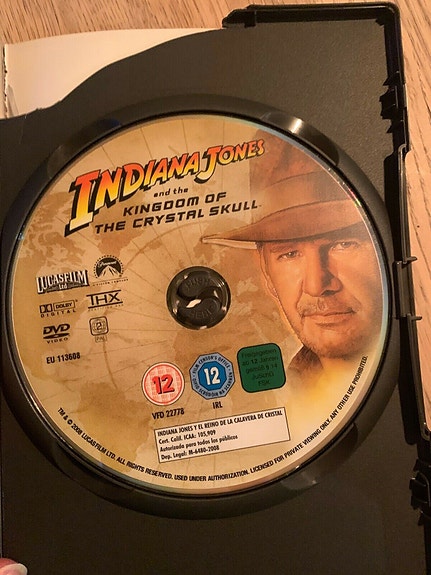 INDIANA JONES
and the
KINGDOM OF
THE CRYSTAL SKULL
LUCASFILM
LTD
Paramount
DOLBY
DIGITAL
THX
DVD
VIDEO
2
EU 113608
12
VFD 22778
12
IRL
Freigegeben
ab 12 Jahren
gemäß § 14
JuSchG
FSK
INDIANA JONES Y EL REINO DE LA CALAVERA DE CRISTAL
Cert. Calif. ICAA: 105,909
Autorizada para todos los públicos
Dep. Legal: M-6480-2008
TM & © 2008 LUCASFILM LTD. ALL RIGHTS RESERVED. USED UNDER AUTHORIZATION. LICENSED FOR PRIVATE VIEWING ONLY. ANY OTHER USE PROHIBITED.